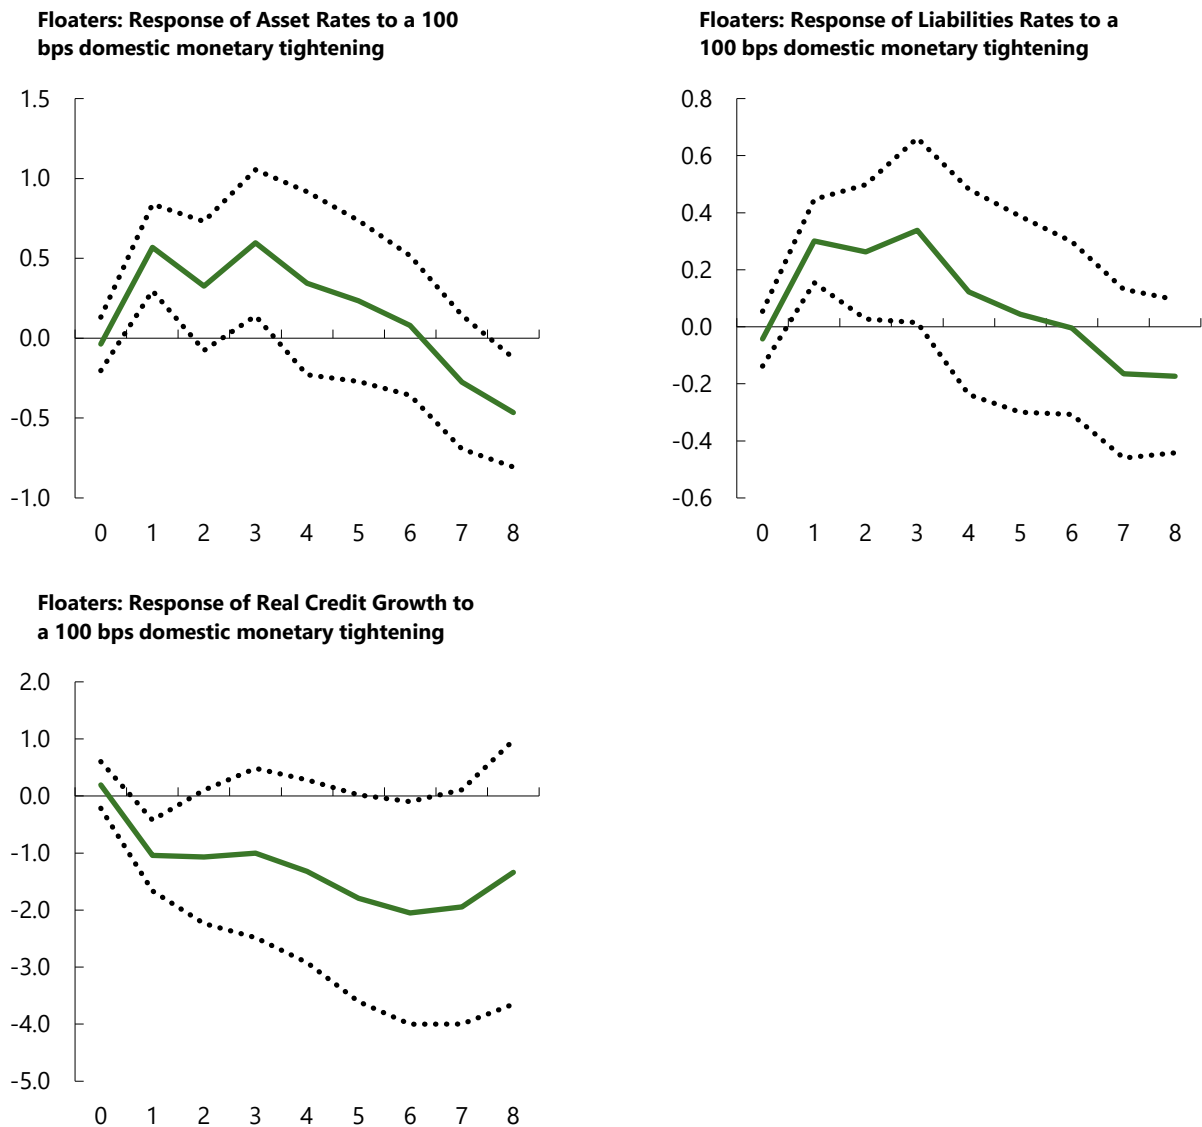 Floaters: Response of Asset Rates to a 100
bps domestic monetary tightening
1.5
1.0
0.5
0.0
-0.5
-1.0
0 1 2 3 4 5 6 7 8
Floaters: Response of Liabilities Rates to a
100 bps domestic monetary tightening
0.8
0.6
0.4
0.2
0.0
-0.2
-0.4
-0.6
0 1 2 3 4 5 6 7 8
Floaters: Response of Real Credit Growth to
a 100 bps domestic monetary tightening
2.0
1.0
0.0
-1.0
-2.0
-3.0
-4.0
-5.0
0 1 2 3 4 5 6 7 8